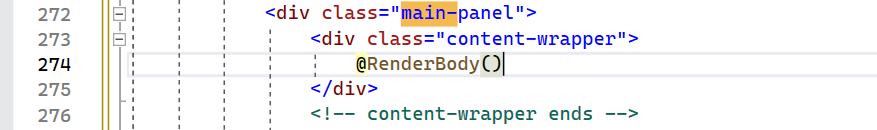 272 <div class="main-panel">
273 <div class="content-wrapper">
274 @RenderBody()
275 </div>
276 <!-- content-wrapper ends -->